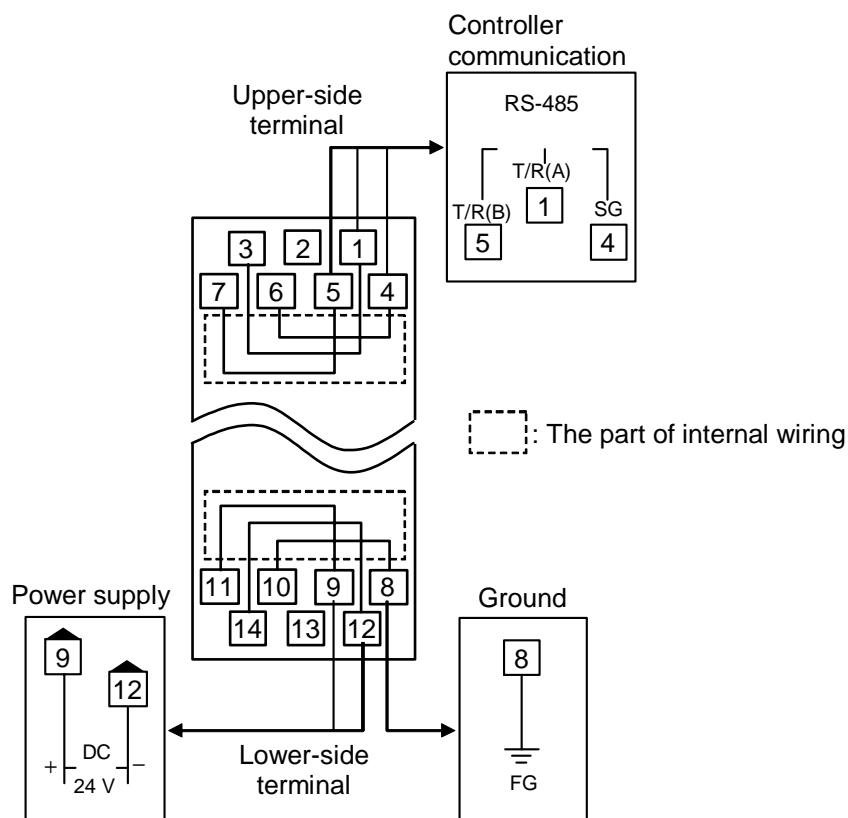 Controller
communication
RS-485
T/R(A)
1
T/R(B)
SG
5
4
Upper-side
terminal
3 2 1
7 6 5 4
: The part of internal wiring
11 10 9 8
14 13 12
Power supply
9
12
+ DC −
24 V
Lower-side
terminal
Ground
8
FG